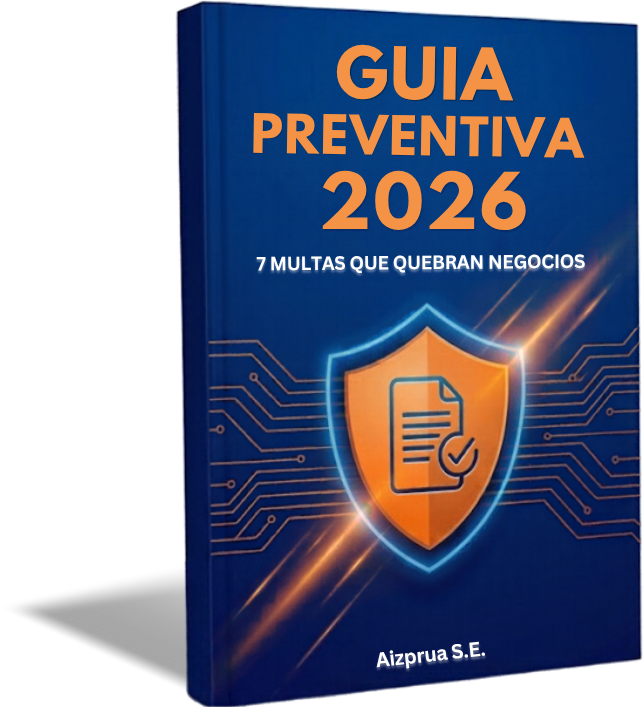 GUIA
PREVENTIVA
2026
7 MULTAS QUE QUEBRAN NEGOCIOS
Aizprua S.E.